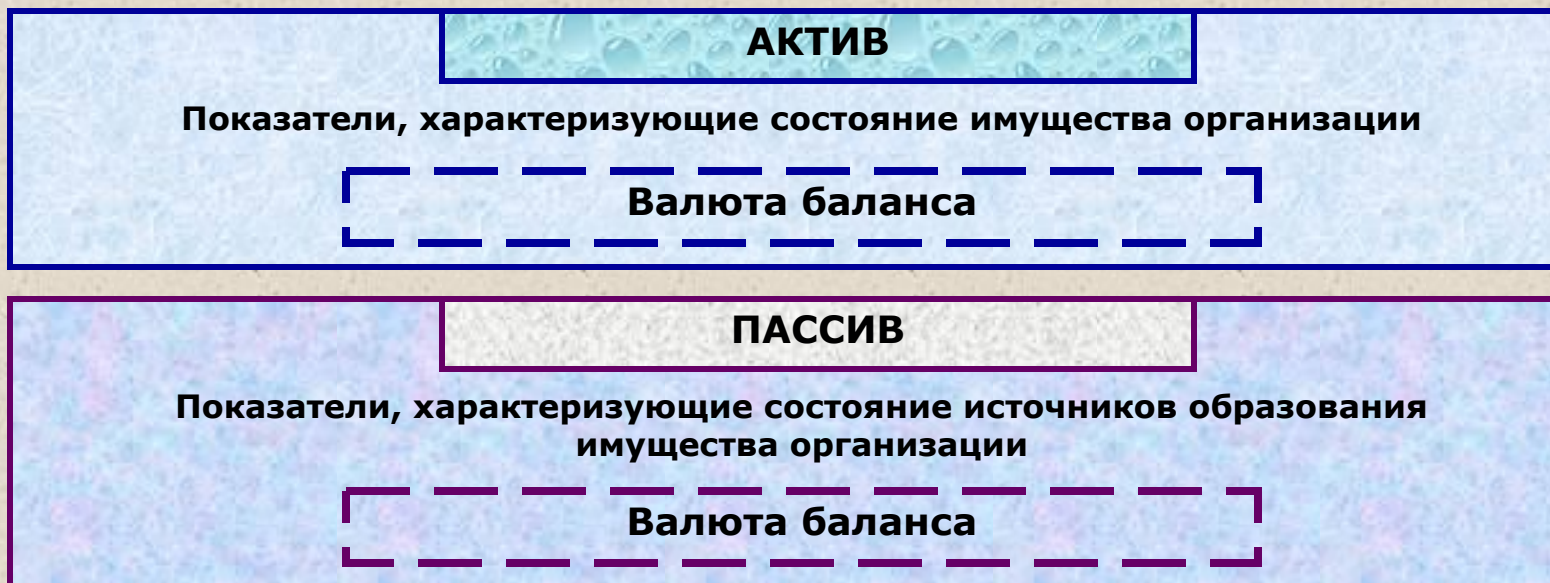 АКТИВ
Показатели, характеризующие состояние имущества организации
Валюта баланса
ПАССИВ
Показатели, характеризующие состояние источников образования
имущества организации
Валюта баланса